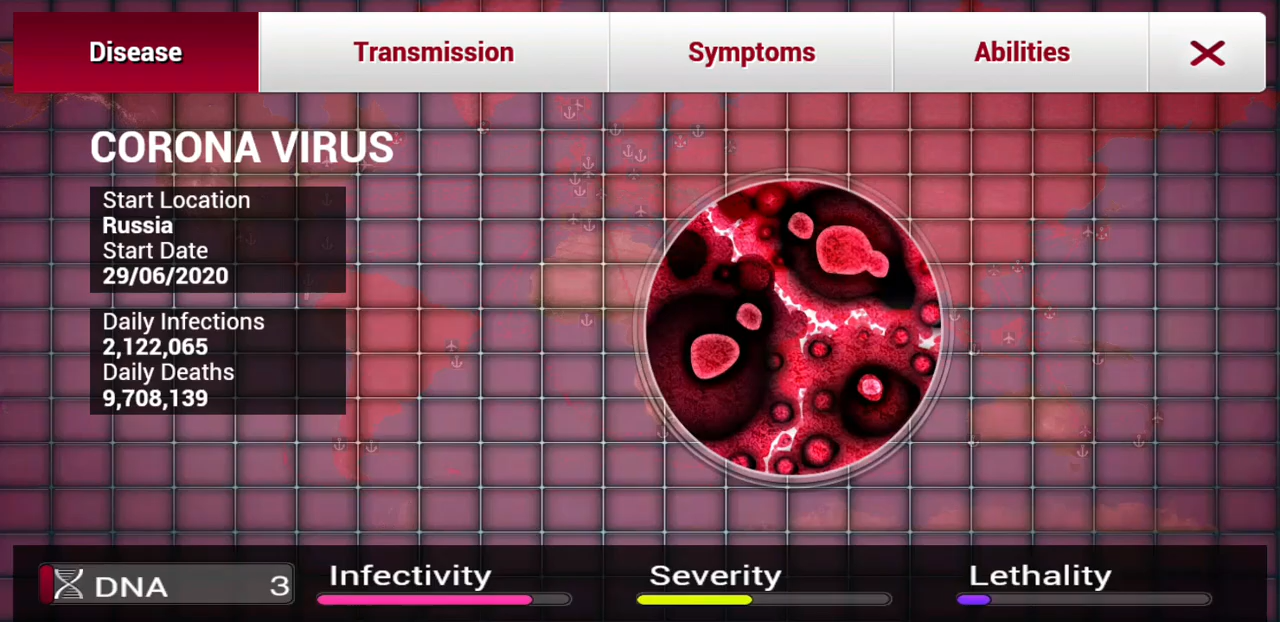 Disease
Transmission
Symptoms
Abilities
CORONA VIRUS
Start Location
Russia
Start Date
29/06/2020
Daily Infections
2,122,065
Daily Deaths
9,708,139
DNA 3
Infectivity
Severity
Lethality